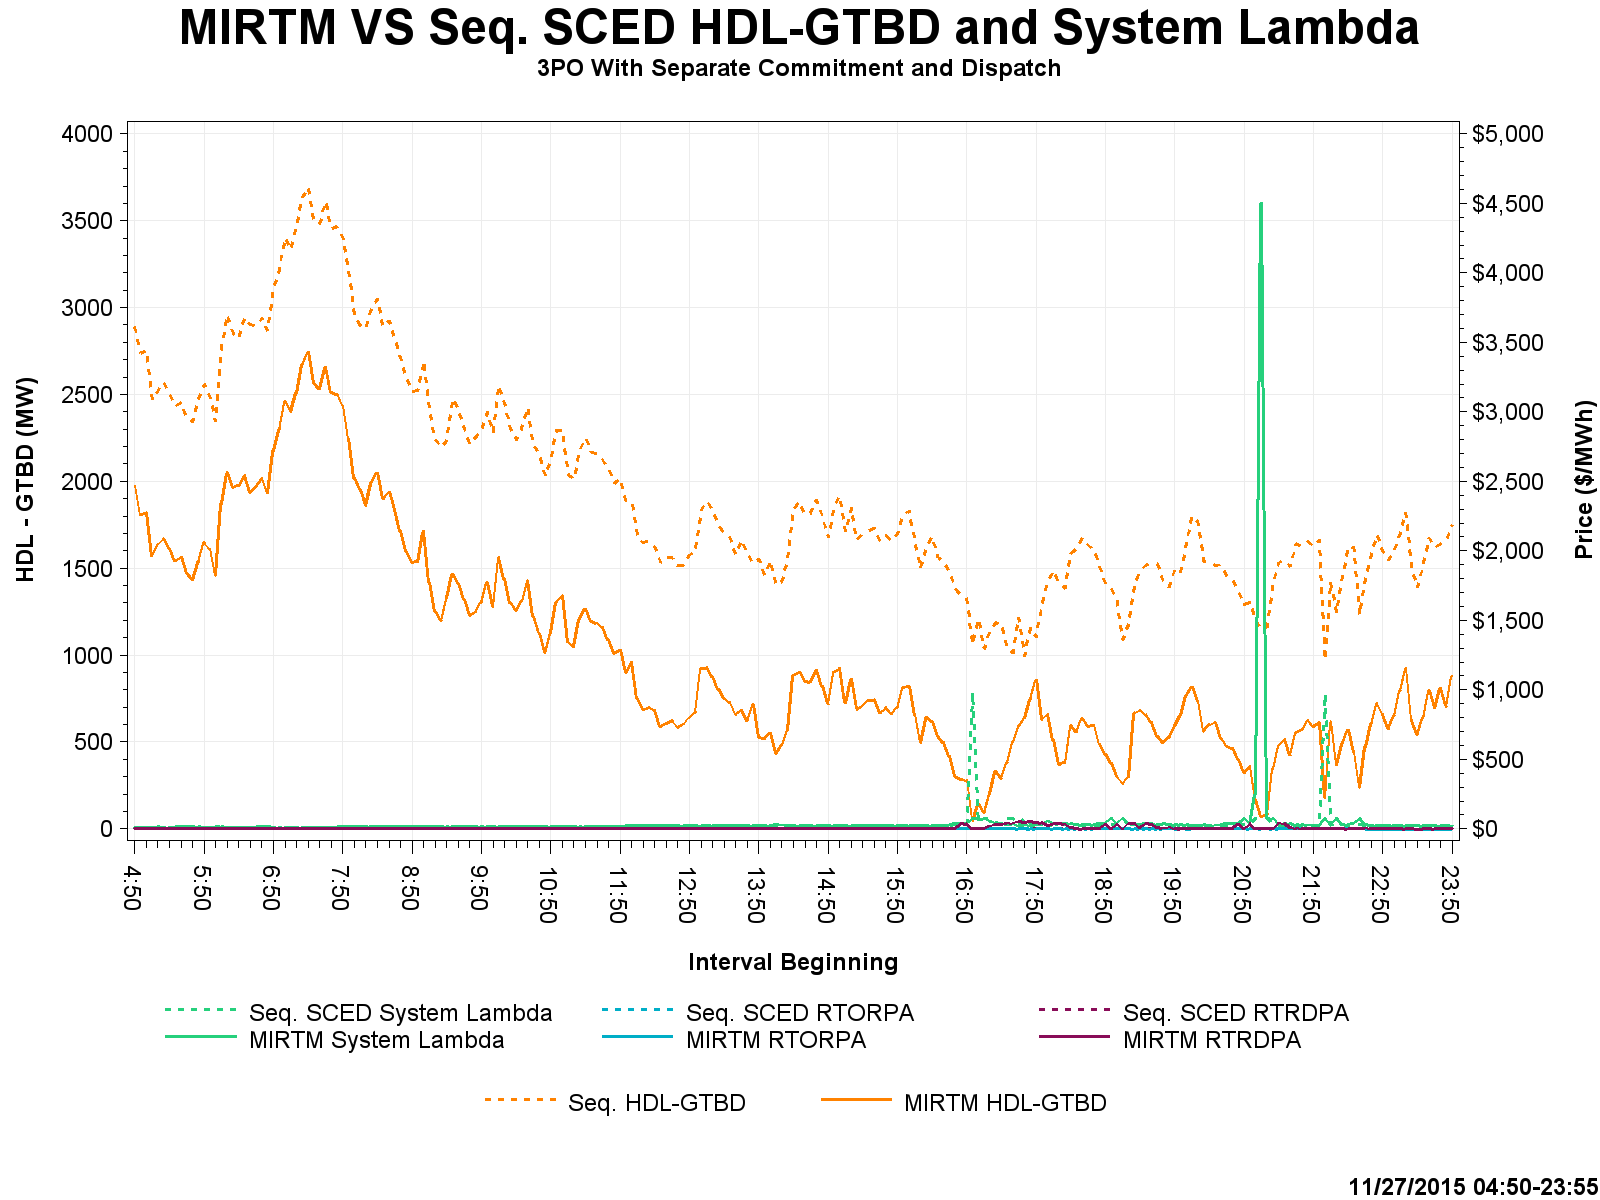 MIRTM VS Seq. SCED HDL-GTBD and System Lambda
3PO With Separate Commitment and Dispatch
4000
3500
3000
2500
2000
1500
1000
500
0
HDL - GTBD (MW)
$5,000
$4,500
$4,000
$3,500
$3,000
$2,500
$2,000
$1,500
$1,000
$500
$0
Price ($/MWh)
4:50 5:50 6:50 7:50 8:50 9:50 10:50 11:50 12:50 13:50 14:50 15:50 16:50 17:50 18:50 19:50 20:50 21:50 22:50 23:50
Interval Beginning
Seq. SCED System Lambda Seq. SCED RTORPA Seq. SCED RTRDPA
MIRTM System Lambda MIRTM RTORPA MIRTM RTRDPA
Seq. HDL-GTBD MIRTM HDL-GTBD
11/27/2015 04:50-23:55